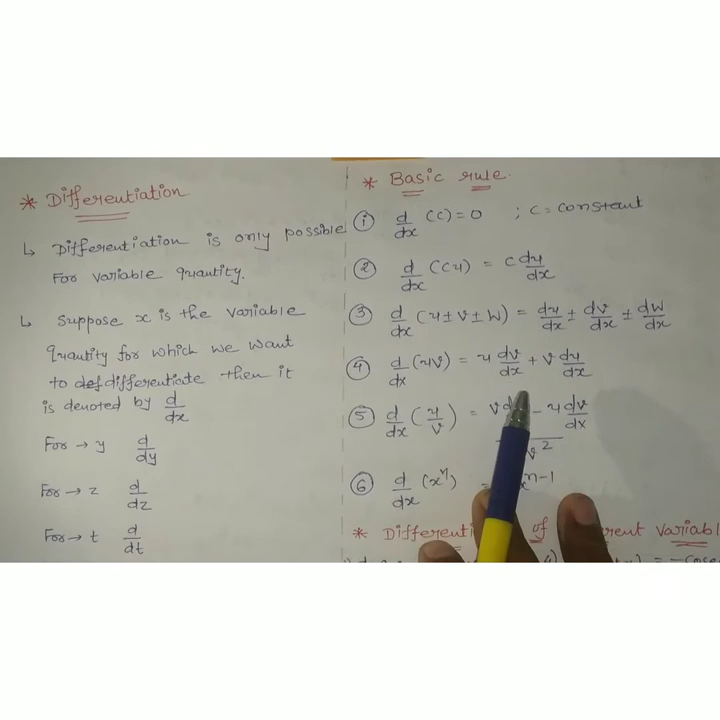 * Differentiation
↳ Differentiation is only possible
For variable quantity.
↳ Suppose x is the variable
quantity for which we want
to def differentiate then it
is denoted by d/dx
For → y d/dy
For → z d/dz
For → t d/dt
* Basic rule.
① d/dx (c) = 0 ; c = constant
② d/dx (cu) = c du/dx
③ d/dx (u ± v ± w) = du/dx ± dv/dx ± dw/dx
④ d/dx (uv) = u dv/dx + v du/dx
⑤ d/dx (u/v) = v d - u dv/dx
v²
⑥ d/dx (xⁿ) = xⁿ⁻¹
* of Variabl